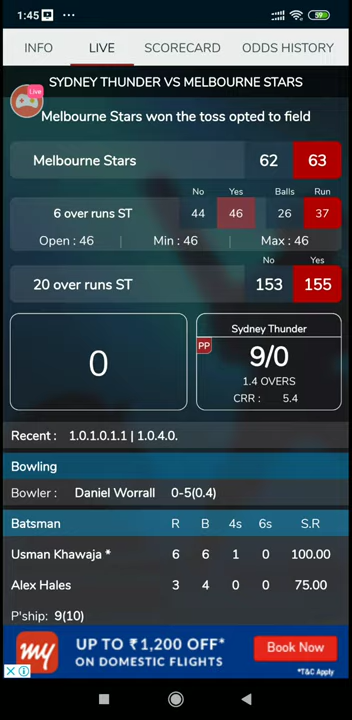 1:45 ... 59
INFO LIVE SCORECARD ODDS HISTORY
SYDNEY THUNDER VS MELBOURNE STARS
Live
Melbourne Stars won the toss opted to field
Melbourne Stars 62 63
No Yes Balls Run
6 over runs ST 44 46 26 37
Open : 46 | Min : 46 | Max : 46
No Yes
20 over runs ST 153 155
0
Sydney Thunder
PP
9/0
1.4 OVERS
CRR : 5.4
Recent : 1.0.1.0.1.1 | 1.0.4.0.
Bowling
Bowler : Daniel Worrall 0-5(0.4)
Batsman R B 4s 6s S.R
Usman Khawaja * 6 6 1 0 100.00
Alex Hales 3 4 0 0 75.00
P'ship: 9(10)
my UP TO ₹1,200 OFF* Book Now
ON DOMESTIC FLIGHTS
*T&C Apply